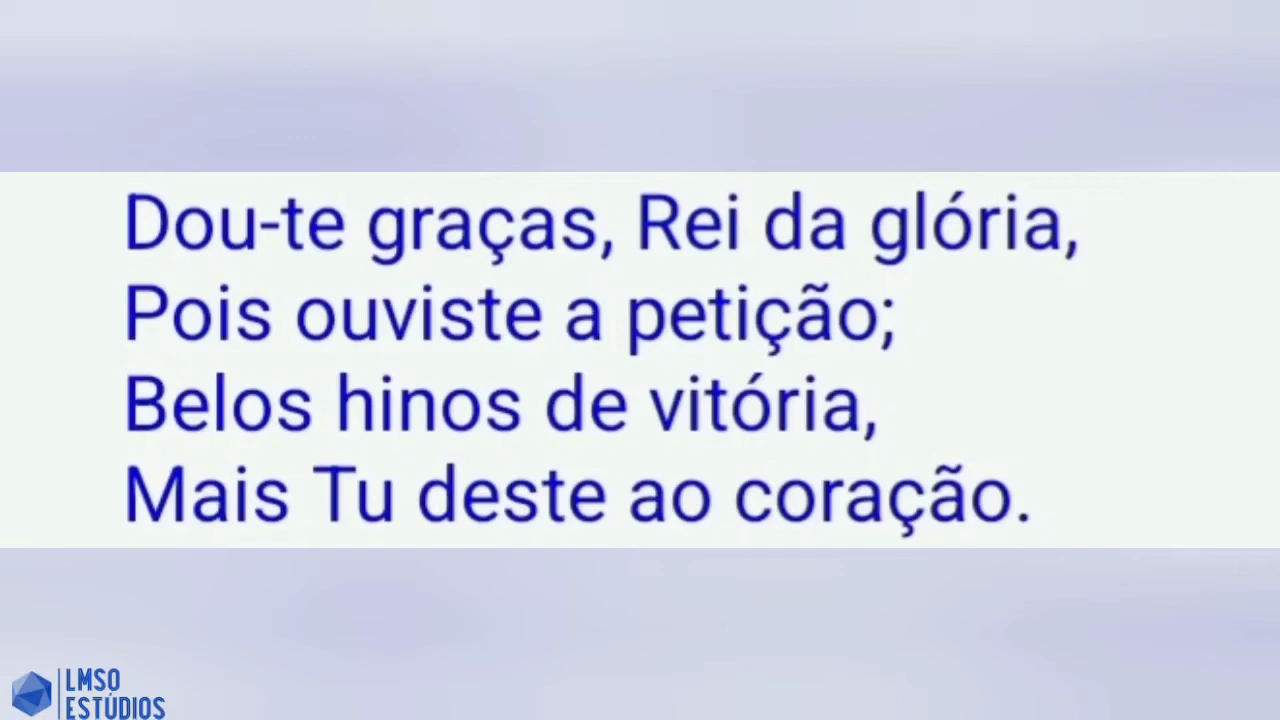 Dou-te graças, Rei da glória,
Pois ouviste a petição;
Belos hinos de vitória,
Mais Tu deste ao coração.
LMSO
ESTÚDIOS